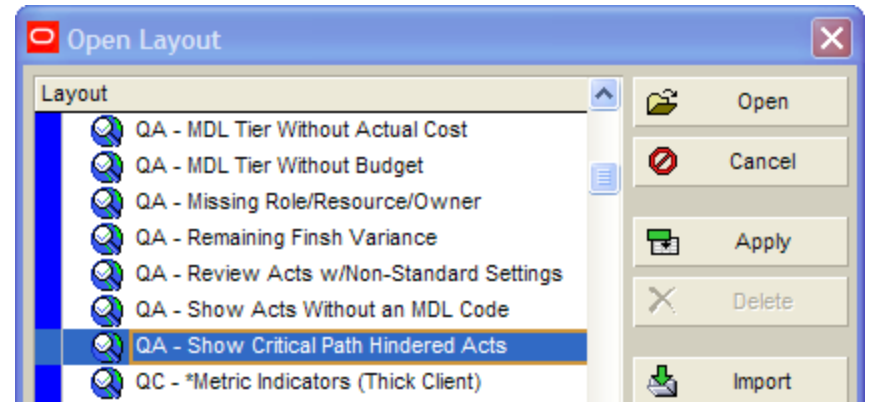 Open Layout
Layout
QA - MDL Tier Without Actual Cost
QA - MDL Tier Without Budget
QA - Missing Role/Resource/Owner
QA - Remaining Finsh Variance
QA - Review Acts w/Non-Standard Settings
QA - Show Acts Without an MDL Code
QA - Show Critical Path Hindered Acts
QC - *Metric Indicators (Thick Client)
Open
Cancel
Apply
Delete
Import